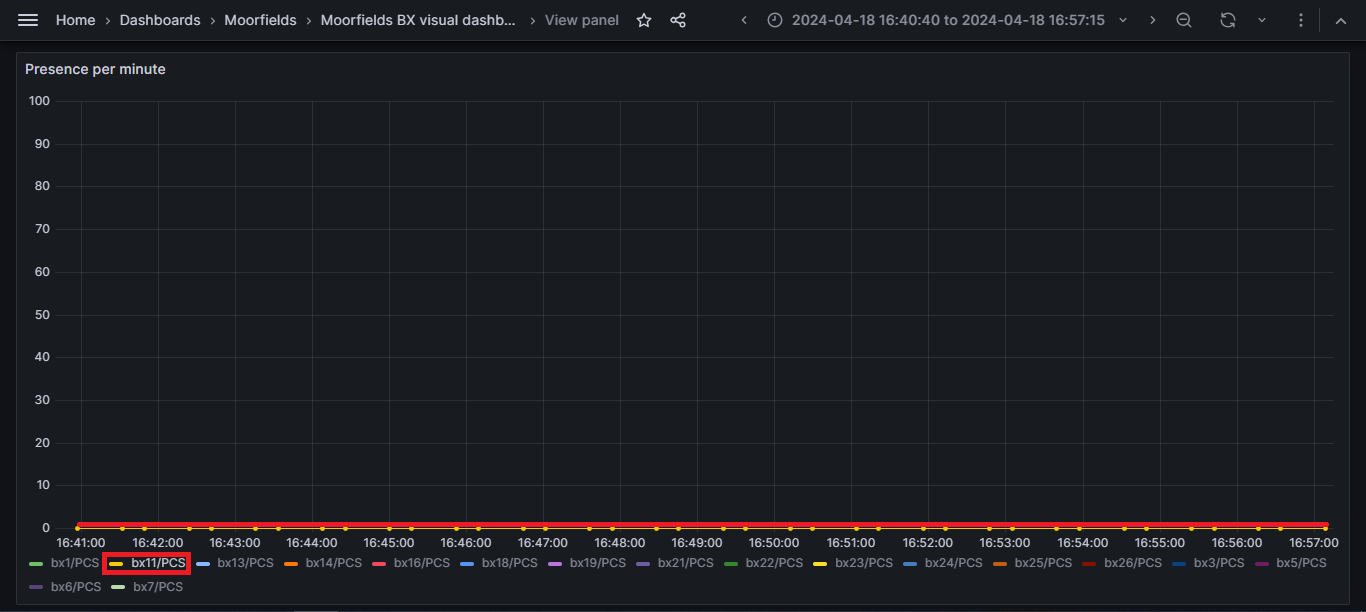 Home › Dashboards › Moorfields › Moorfields BX visual dashb... › View panel 2024-04-18 16:40:40 to 2024-04-18 16:57:15
Presence per minute
100
90
80
70
60
50
40
30
20
10
0
16:41:00 16:42:00 16:43:00 16:44:00 16:45:00 16:46:00 16:47:00 16:48:00 16:49:00 16:50:00 16:51:00 16:52:00 16:53:00 16:54:00 16:55:00 16:56:00 16:57:00
bx1/PCS bx11/PCS bx13/PCS bx14/PCS bx16/PCS bx18/PCS bx19/PCS bx21/PCS bx22/PCS bx23/PCS bx24/PCS bx25/PCS bx26/PCS bx3/PCS bx5/PCS
bx6/PCS bx7/PCS